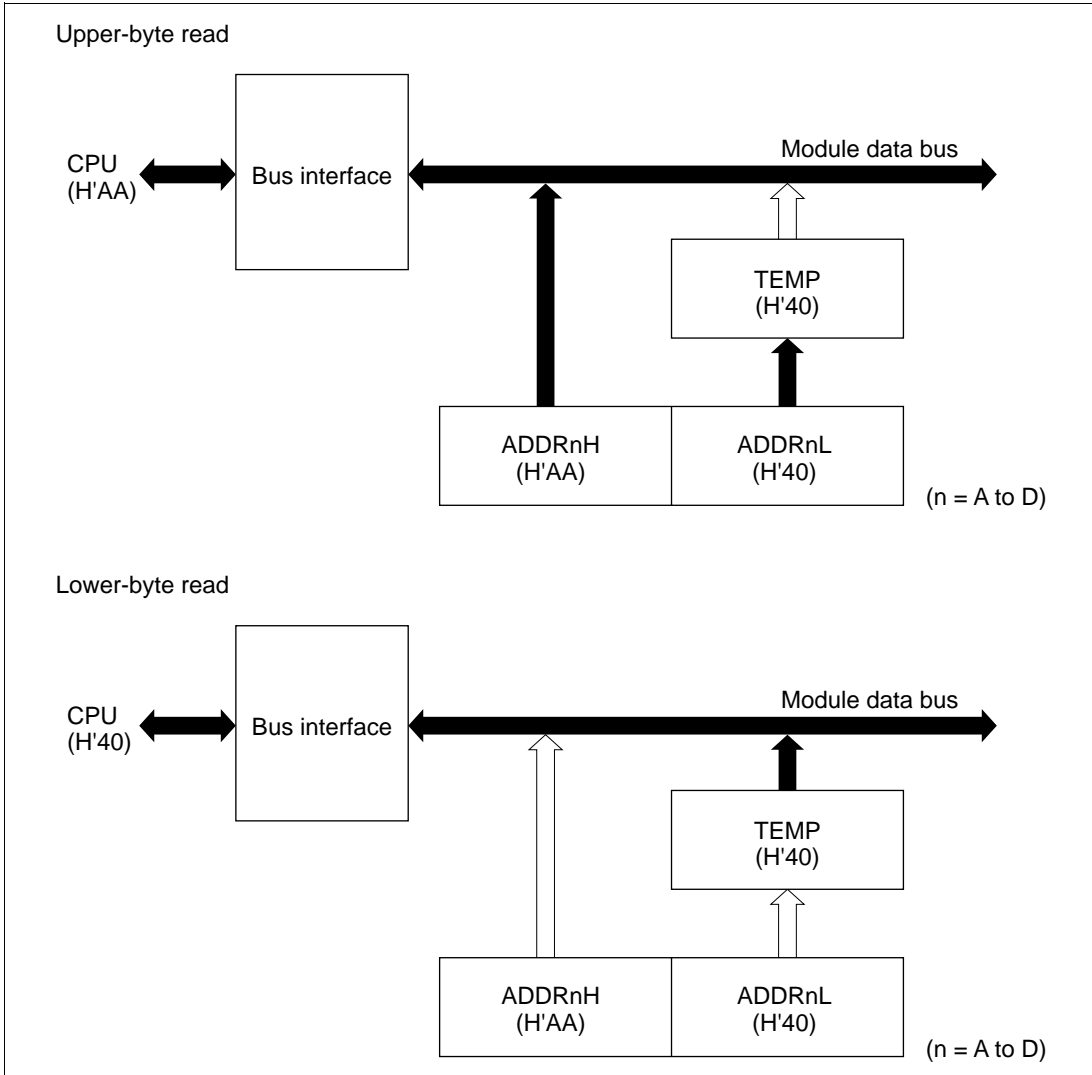 Upper-byte read
CPU
(H'AA)
Bus interface
Module data bus
TEMP
(H'40)
ADDRnH
(H'AA)
ADDRnL
(H'40)
(n = A to D)
Lower-byte read
CPU
(H'40)
Bus interface
Module data bus
TEMP
(H'40)
ADDRnH
(H'AA)
ADDRnL
(H'40)
(n = A to D)